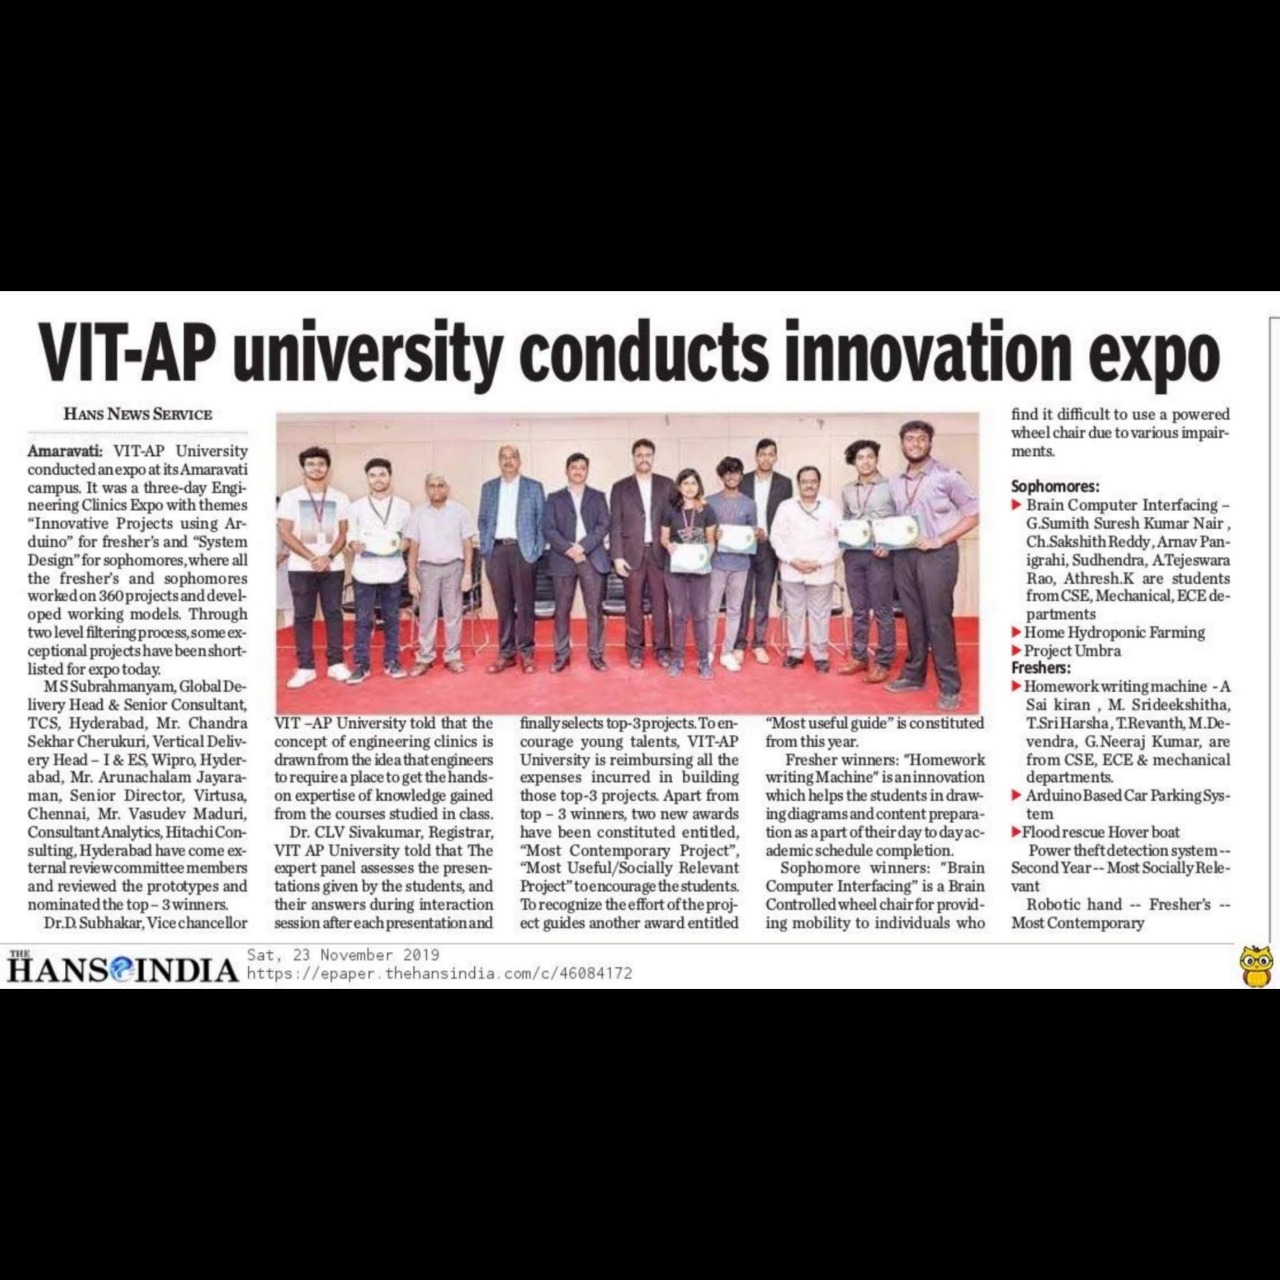 VIT-AP university conducts innovation expo
HANS NEWS SERVICE
Amaravati: VIT-AP University
conducted an expo at its Amaravati
campus. It was a three-day Engi-
neering Clinics Expo with themes
“Innovative Projects using Ar-
duino” for fresher's and “System
Design” for sophomores, where all
the fresher's and sophomores
worked on 360 projects and devel-
oped working models. Through
two level filtering process, some ex-
ceptional projects have been short-
listed for expo today.
M S Subrahmanyam, Global De-
livery Head & Senior Consultant,
TCS, Hyderabad, Mr. Chandra
Sekhar Cherukuri, Vertical Deliv-
ery Head – I & ES, Wipro, Hyder-
abad, Mr. Arunachalam Jayara-
man, Senior Director, Virtusa,
Chennai, Mr. Vasudev Maduri,
Consultant Analytics, Hitachi Con-
sulting, Hyderabad have come ex-
ternal review committee members
and reviewed the prototypes and
nominated the top – 3 winners.
Dr.D. Subhakar, Vice chancellor
VIT –AP University told that the
concept of engineering clinics is
drawn from the idea that engineers
to require a place to get the hands-
on expertise of knowledge gained
from the courses studied in class.
Dr. CLV Sivakumar, Registrar,
VIT AP University told that The
expert panel assesses the presen-
tations given by the students, and
their answers during interaction
session after each presentation and
finally selects top-3 projects. To en-
courage young talents, VIT-AP
University is reimbursing all the
expenses incurred in building
those top-3 projects. Apart from
top – 3 winners, two new awards
have been constituted entitled,
“Most Contemporary Project”,
“Most Useful/Socially Relevant
Project” to encourage the students.
To recognize the effort of the proj-
ect guides another award entitled
“Most useful guide” is constituted
from this year.
Fresher winners: "Homework
writing Machine" is an innovation
which helps the students in draw-
ing diagrams and content prepara-
tion as a part of their day to day ac-
ademic schedule completion.
Sophomore winners: "Brain
Computer Interfacing" is a Brain
Controlled wheel chair for provid-
ing mobility to individuals who
find it difficult to use a powered
wheel chair due to various impair-
ments.
Sophomores:
▶ Brain Computer Interfacing –
G.Sumith Suresh Kumar Nair ,
Ch.Sakshith Reddy, Arnav Pan-
igrahi, Sudhendra, A.Tejeswara
Rao, Athresh.K are students
from CSE, Mechanical, ECE de-
partments
▶ Home Hydroponic Farming
▶ Project Umbra
Freshers:
▶ Homework writing machine - A
Sai kiran , M. Srideekshitha,
T.Sri Harsha, T.Revanth, M.De-
vendra, G.Neeraj Kumar, are
from CSE, ECE & mechanical
departments.
▶ Arduino Based Car Parking Sys-
tem
▶ Flood rescue Hover boat
Power theft detection system --
Second Year -- Most Socially Rele-
vant
Robotic hand -- Fresher's --
Most Contemporary
THE HANS INDIA
Sat, 23 November 2019
https://epaper.thehansindia.com/c/46084172